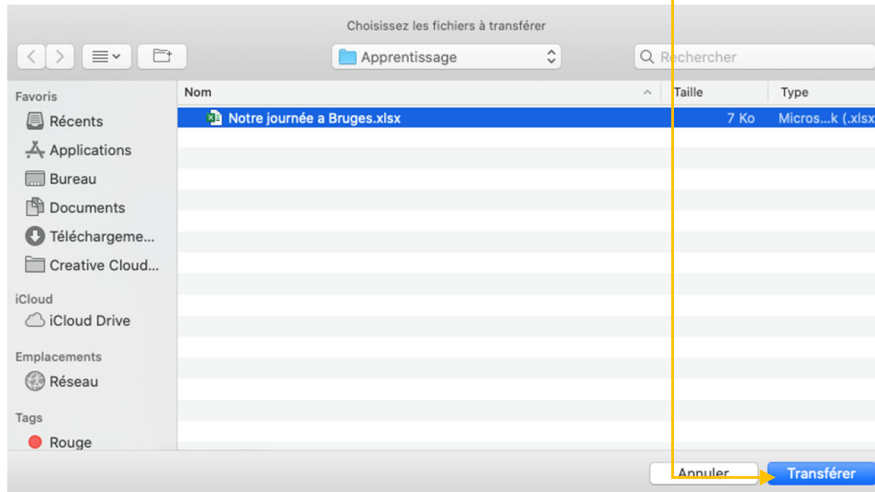 Choisissez les fichiers à transférer
Apprentissage
Rechercher
Favoris
Récents
Applications
Bureau
Documents
Téléchargeme...
Creative Cloud...
iCloud
iCloud Drive
Emplacements
Réseau
Tags
Rouge
Nom Taille Type
Notre journée a Bruges.xlsx 7 Ko Micros...k (.xlsx
Annuler Transférer